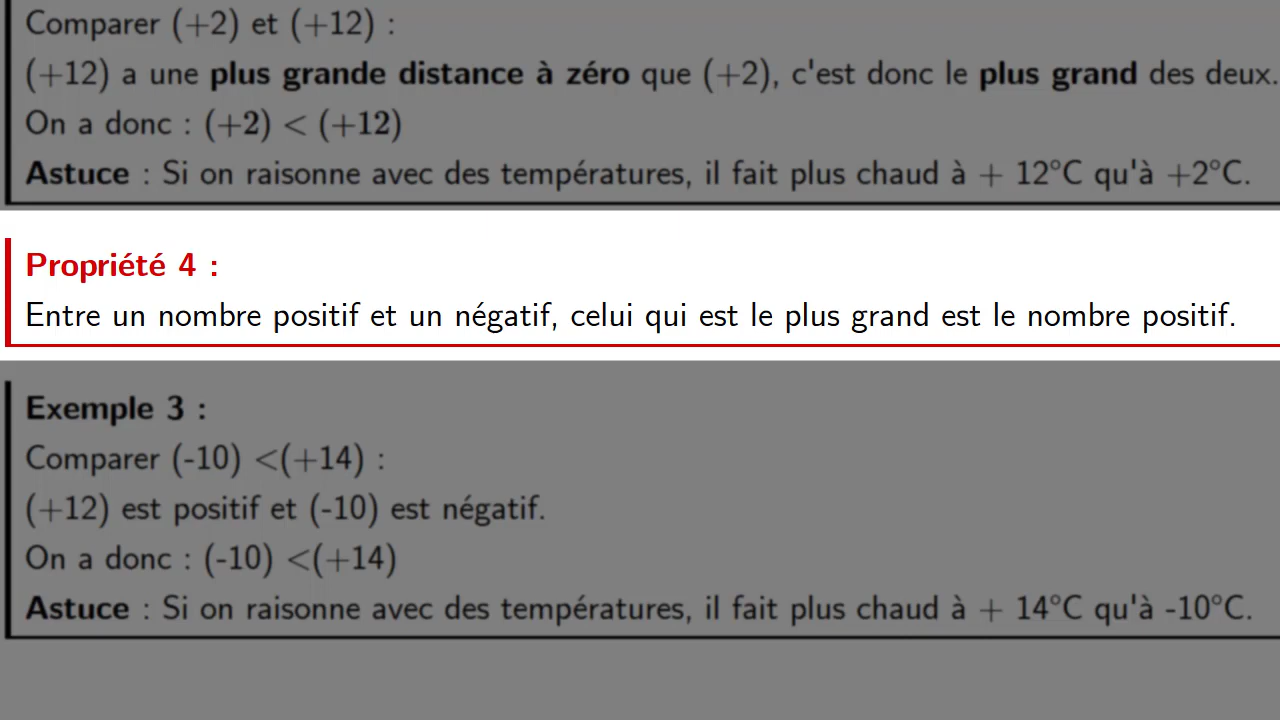 Comparer (+2) et (+12) :
(+12) a une plus grande distance à zéro que (+2), c'est donc le plus grand des deux.
On a donc : (+2) < (+12)
Astuce : Si on raisonne avec des températures, il fait plus chaud à + 12°C qu'à +2°C.
Propriété 4 :
Entre un nombre positif et un négatif, celui qui est le plus grand est le nombre positif.
Exemple 3 :
Comparer (-10) <(+14) :
(+12) est positif et (-10) est négatif.
On a donc : (-10) <(+14)
Astuce : Si on raisonne avec des températures, il fait plus chaud à + 14°C qu'à -10°C.